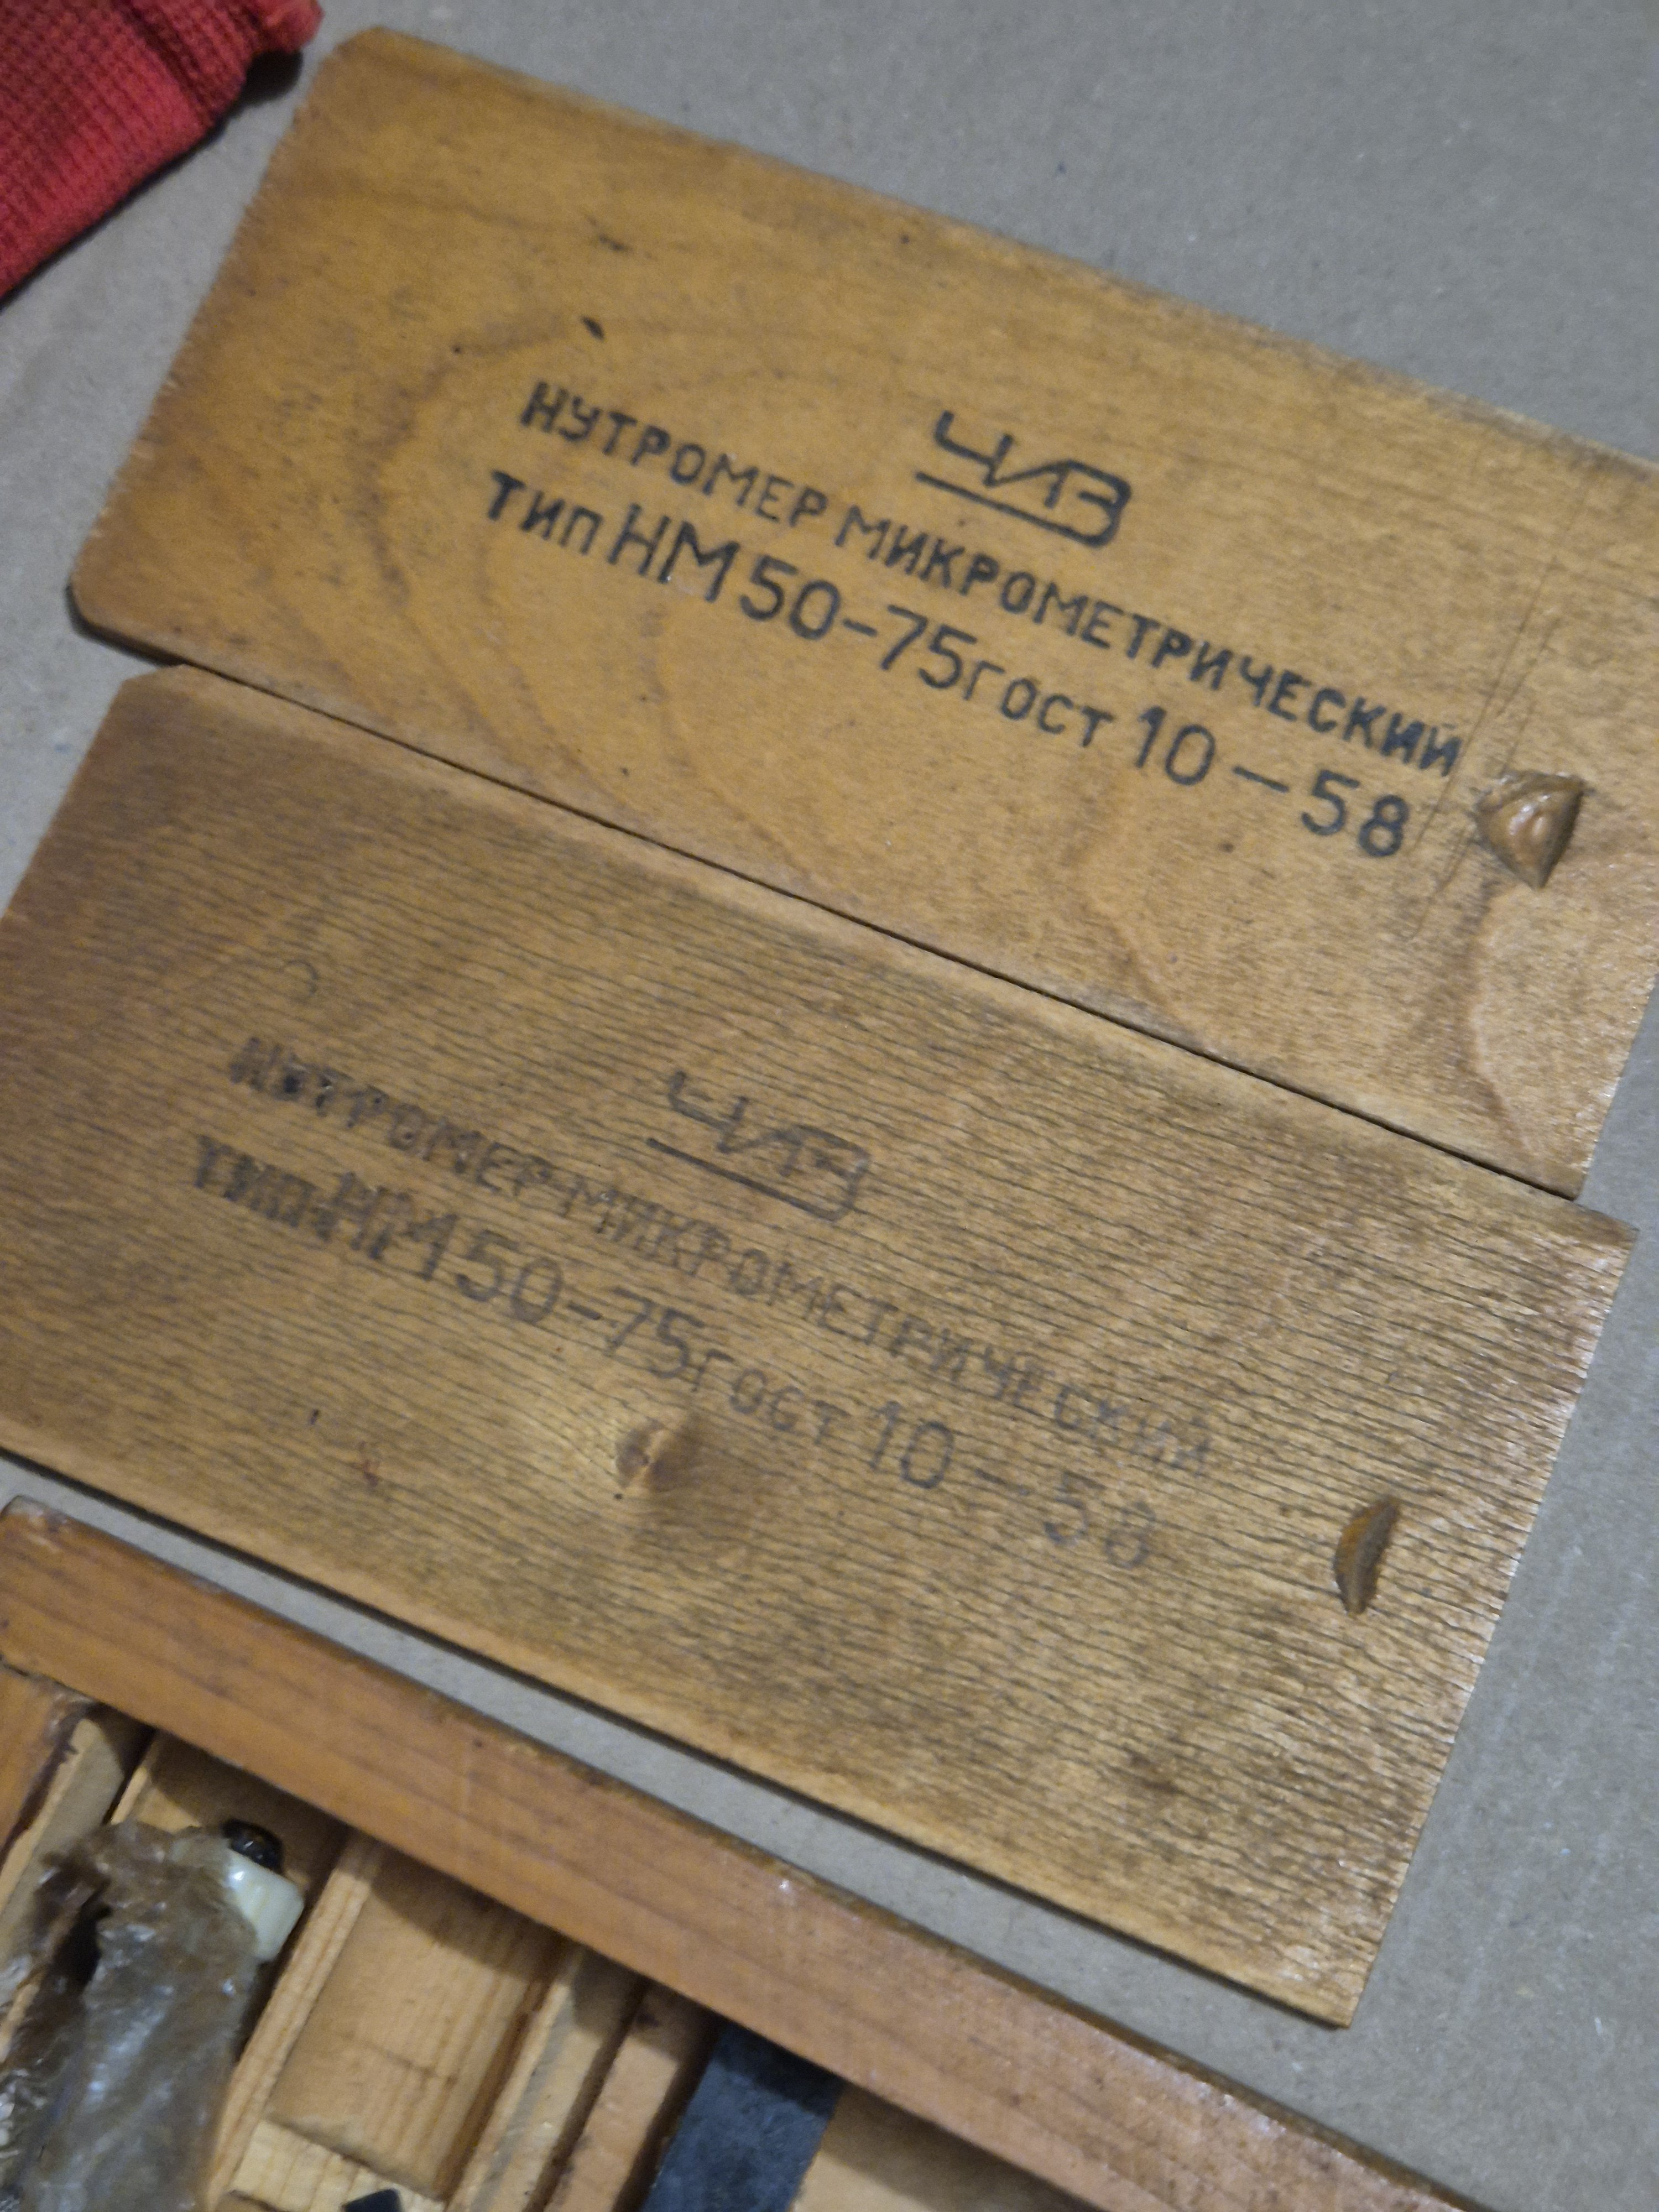 ЧИЗ
НУТРОМЕР МИКРОМЕТРИЧЕСКИЙ
ТИП НМ 50-75 ГОСТ 10-58
ЧИЗ
НУТРОМЕР МИКРОМЕТРИЧЕСКИЙ
ТИП НМ 50-75 ГОСТ 10-58